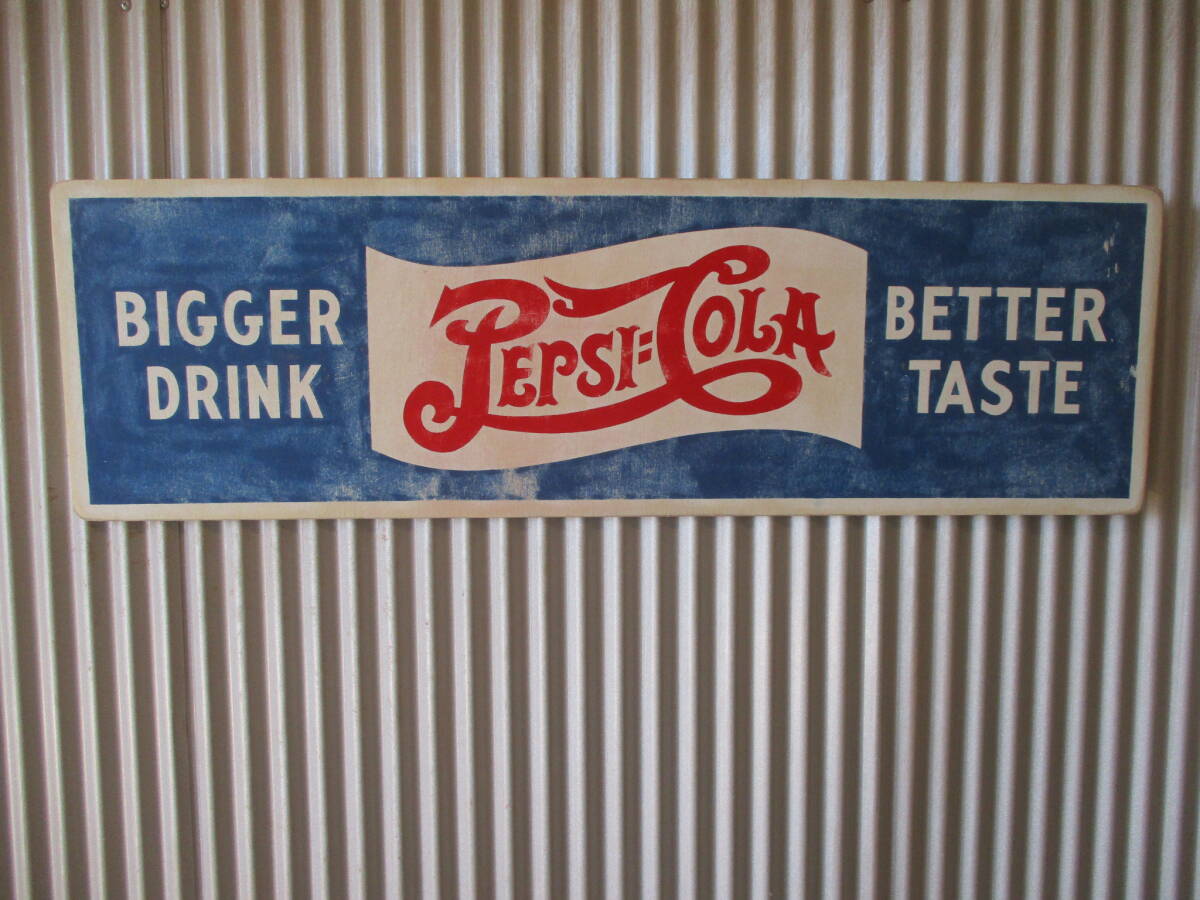 BIGGER
DRINK
PEPSI=COLA
BETTER
TASTE